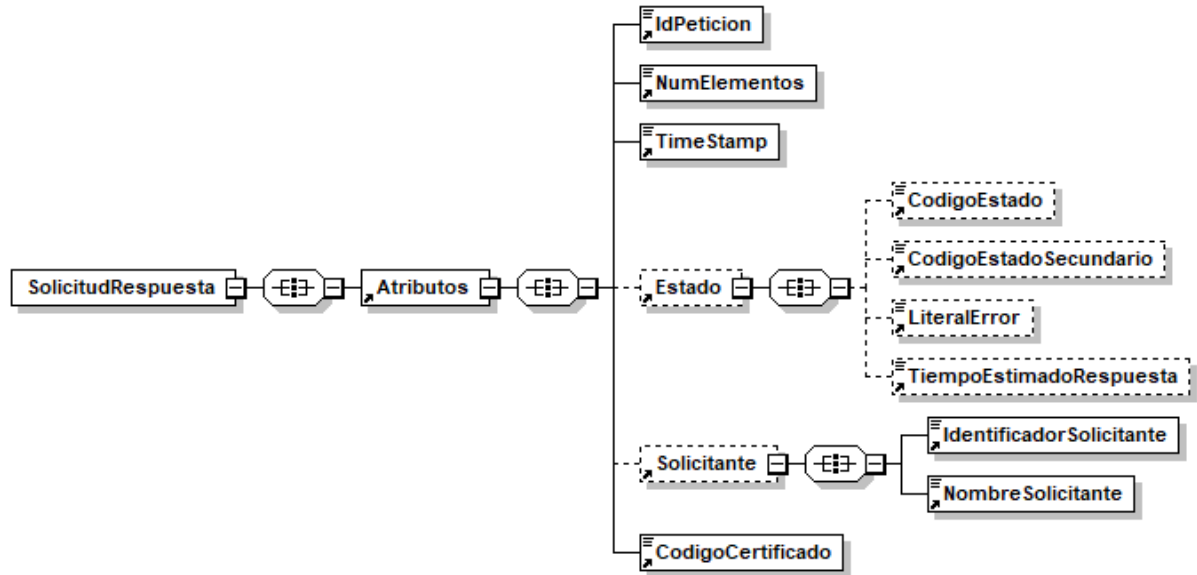 IdPeticion
NumElementos
TimeStamp
CodigoEstado
CodigoEstadoSecundario
SolicitudRespuesta
Atributos
Estado
LiteralError
TiempoEstimadoRespuesta
IdentificadorSolicitante
Solicitante
NombreSolicitante
CodigoCertificado